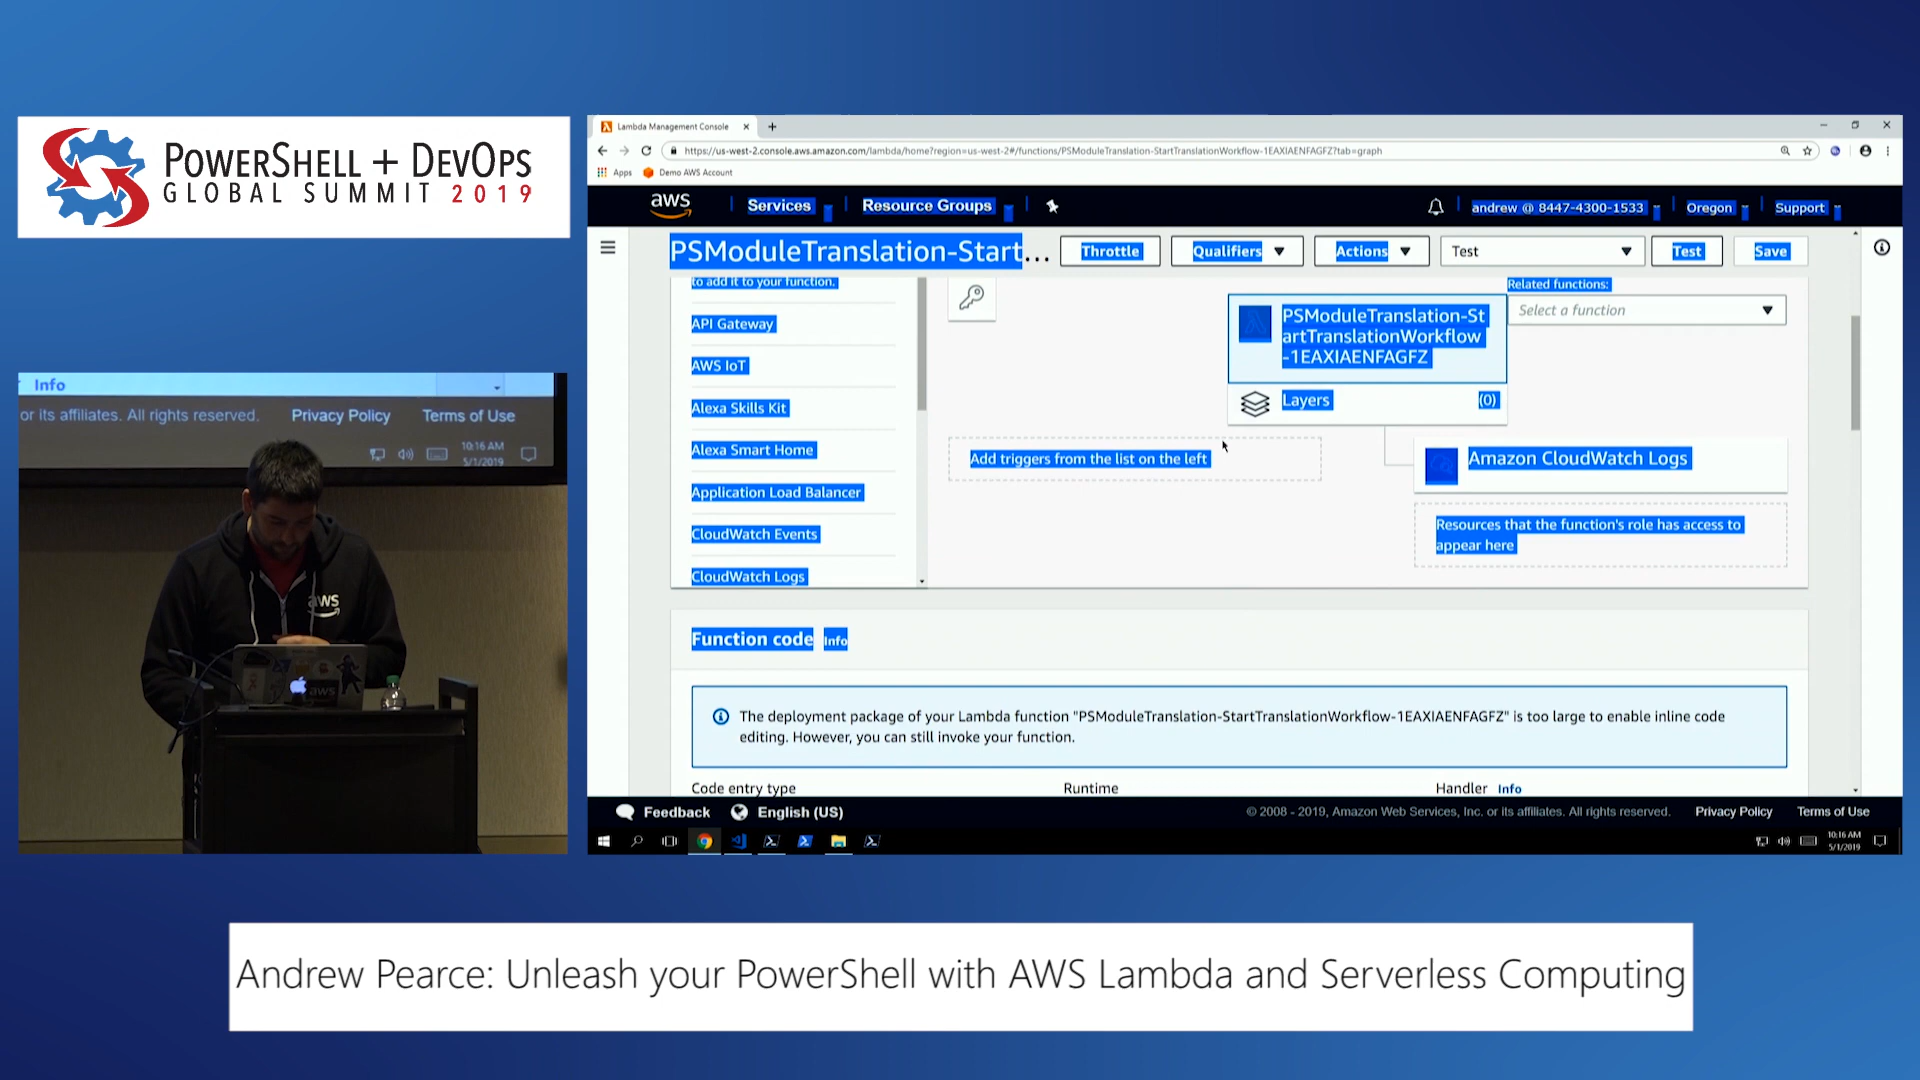 POWERSHELL + DEVOPS
GLOBAL SUMMIT 2019
Info
or its affiliates. All rights reserved. Privacy Policy Terms of Use
10:16 AM
5/1/2019
aws
aws
Lambda Management Console
https://us-west-2.console.aws.amazon.com/lambda/home?region=us-west-2#/functions/PSModuleTranslation-StartTranslationWorkflow-1EAXIAENFAGFZ?tab=graph
Apps Demo AWS Account
aws Services Resource Groups andrew @ 8447-4300-1533 Oregon Support
PSModuleTranslation-Start... Throttle Qualifiers Actions Test Test Save
to add it to your function.
API Gateway
AWS IoT
Alexa Skills Kit
Alexa Smart Home
Application Load Balancer
CloudWatch Events
CloudWatch Logs
PSModuleTranslation-St
artTranslationWorkflow
-1EAXIAENFAGFZ
Layers (0)
Related functions:
Select a function
Add triggers from the list on the left
Amazon CloudWatch Logs
Resources that the function's role has access to
appear here
Function code Info
The deployment package of your Lambda function "PSModuleTranslation-StartTranslationWorkflow-1EAXIAENFAGFZ" is too large to enable inline code
editing. However, you can still invoke your function.
Code entry type Runtime Handler Info
Feedback English (US) © 2008 - 2019, Amazon Web Services, Inc. or its affiliates. All rights reserved. Privacy Policy Terms of Use
10:16 AM
5/1/2019
Andrew Pearce: Unleash your PowerShell with AWS Lambda and Serverless Computing